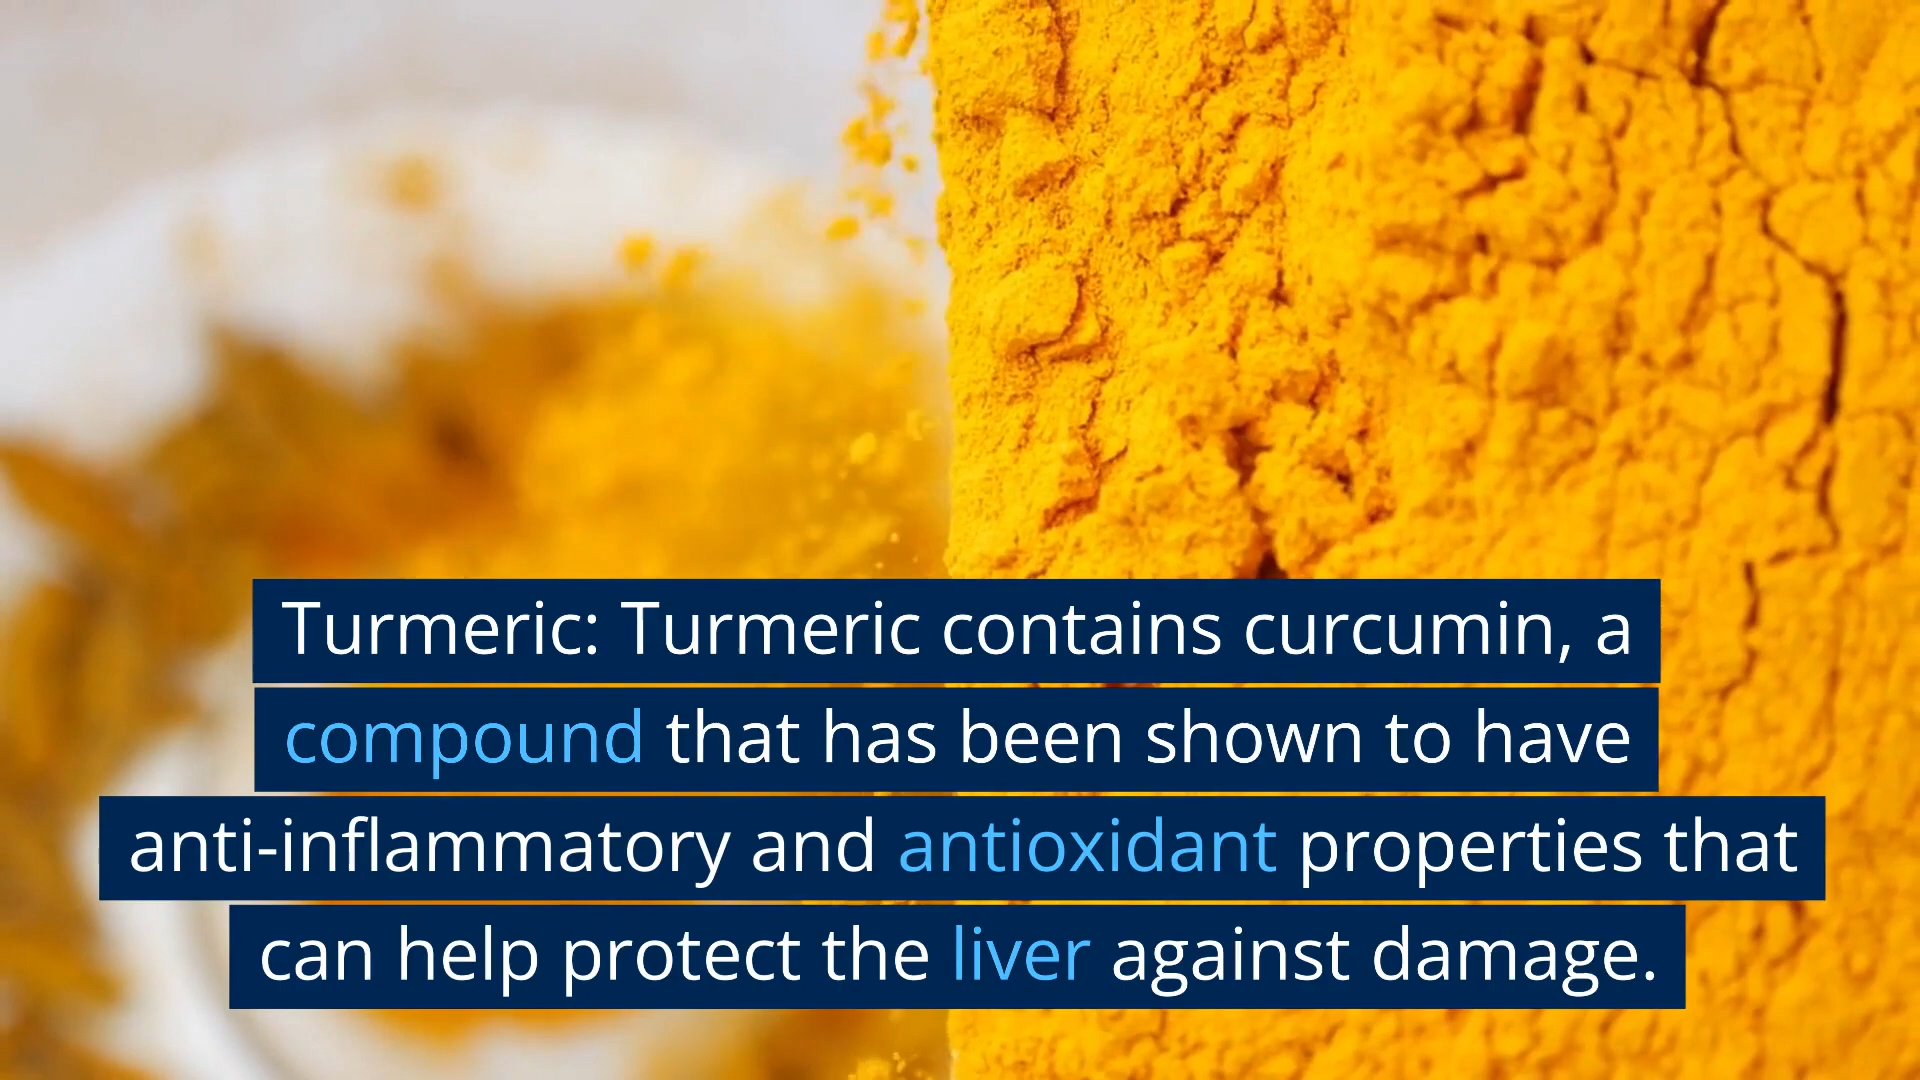 Turmeric: Turmeric contains curcumin, a
compound that has been shown to have
anti-inflammatory and antioxidant properties that
can help protect the liver against damage.